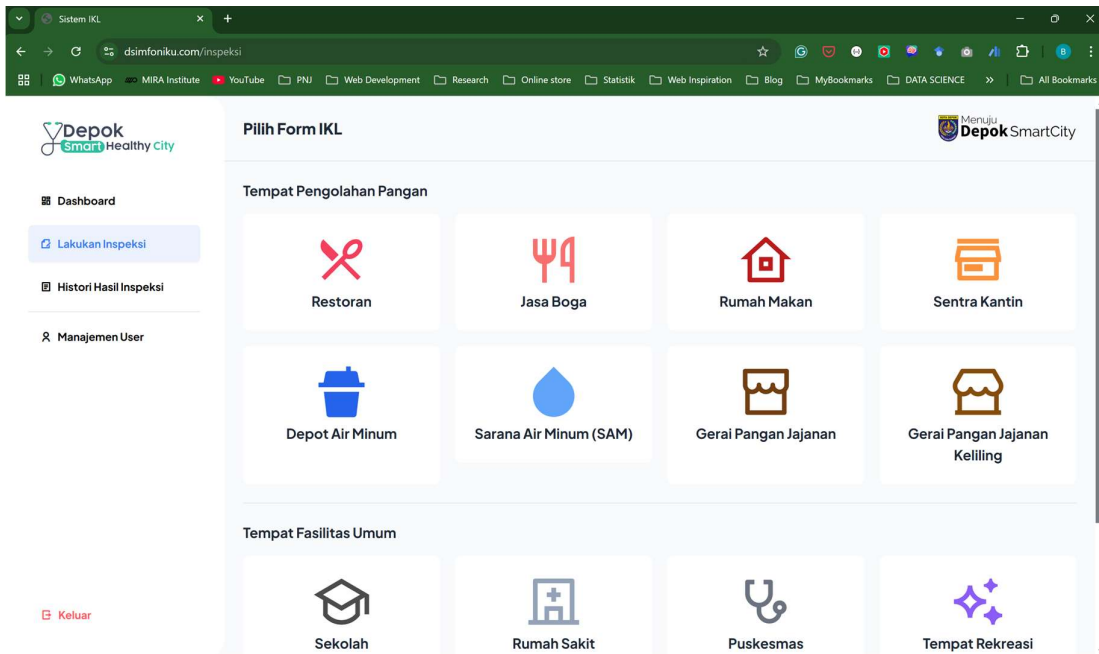 Sistem IKL
dsimfoniku.com/inspeksi
B
WhatsApp MIRA Institute YouTube PNJ Web Development Research Online store Statistik Web Inspiration Blog MyBookmarks DATA SCIENCE » All Bookmarks
Depok
Smart Healthy City
Dashboard
Lakukan Inspeksi
Histori Hasil Inspeksi
Manajemen User
Keluar
Pilih Form IKL
Menuju
Depok SmartCity
Tempat Pengolahan Pangan
Restoran
Jasa Boga
Rumah Makan
Sentra Kantin
Depot Air Minum
Sarana Air Minum (SAM)
Gerai Pangan Jajanan
Gerai Pangan Jajanan
Keliling
Tempat Fasilitas Umum
Sekolah
Rumah Sakit
Puskesmas
Tempat Rekreasi